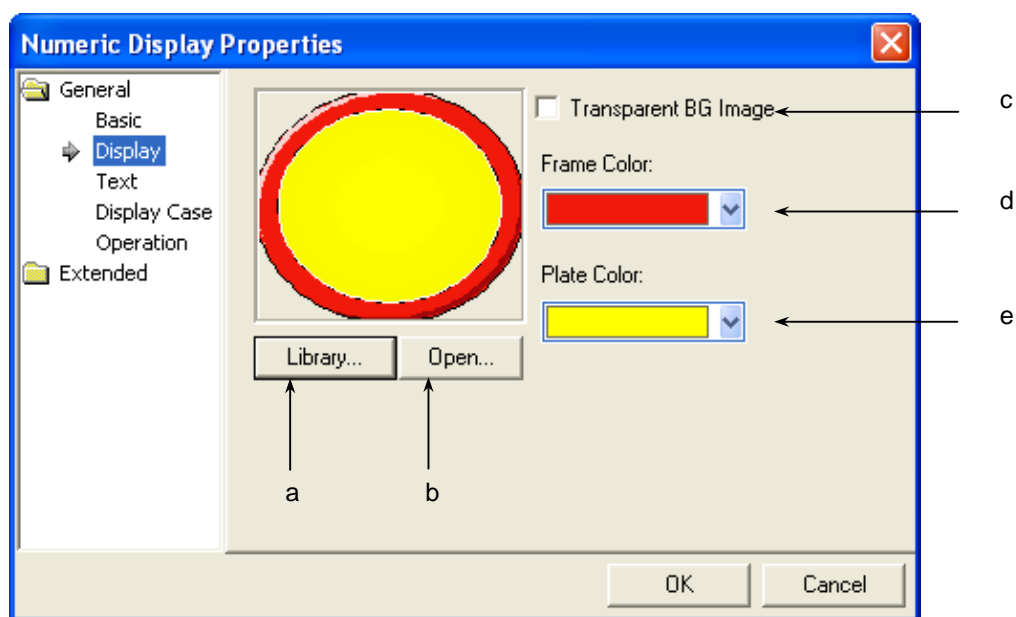 Numeric Display Properties
General
Basic
Display
Text
Display Case
Operation
Extended
Transparent BG Image
c
Frame Color:
d
Plate Color:
e
Library...
Open...
a
b
OK
Cancel